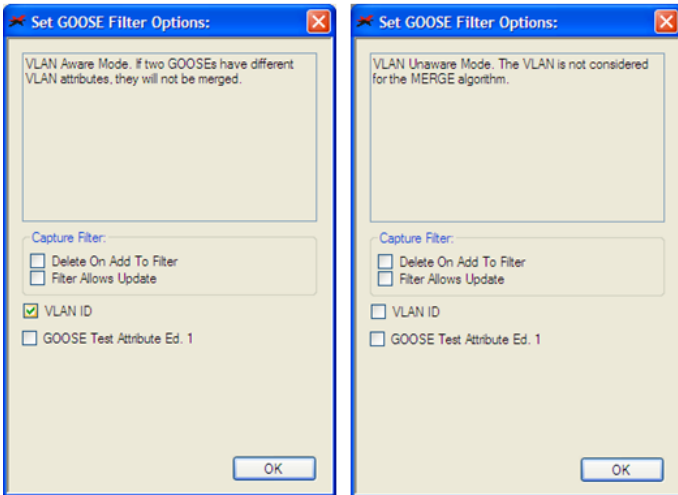 Set GOOSE Filter Options:
VLAN Aware Mode. If two GOOSEs have different
VLAN attributes, they will not be merged.
Capture Filter:
Delete On Add To Filter
Filter Allows Update
VLAN ID
GOOSE Test Attribute Ed. 1
OK
Set GOOSE Filter Options:
VLAN Unaware Mode. The VLAN is not considered
for the MERGE algorithm.
Capture Filter:
Delete On Add To Filter
Filter Allows Update
VLAN ID
GOOSE Test Attribute Ed. 1
OK